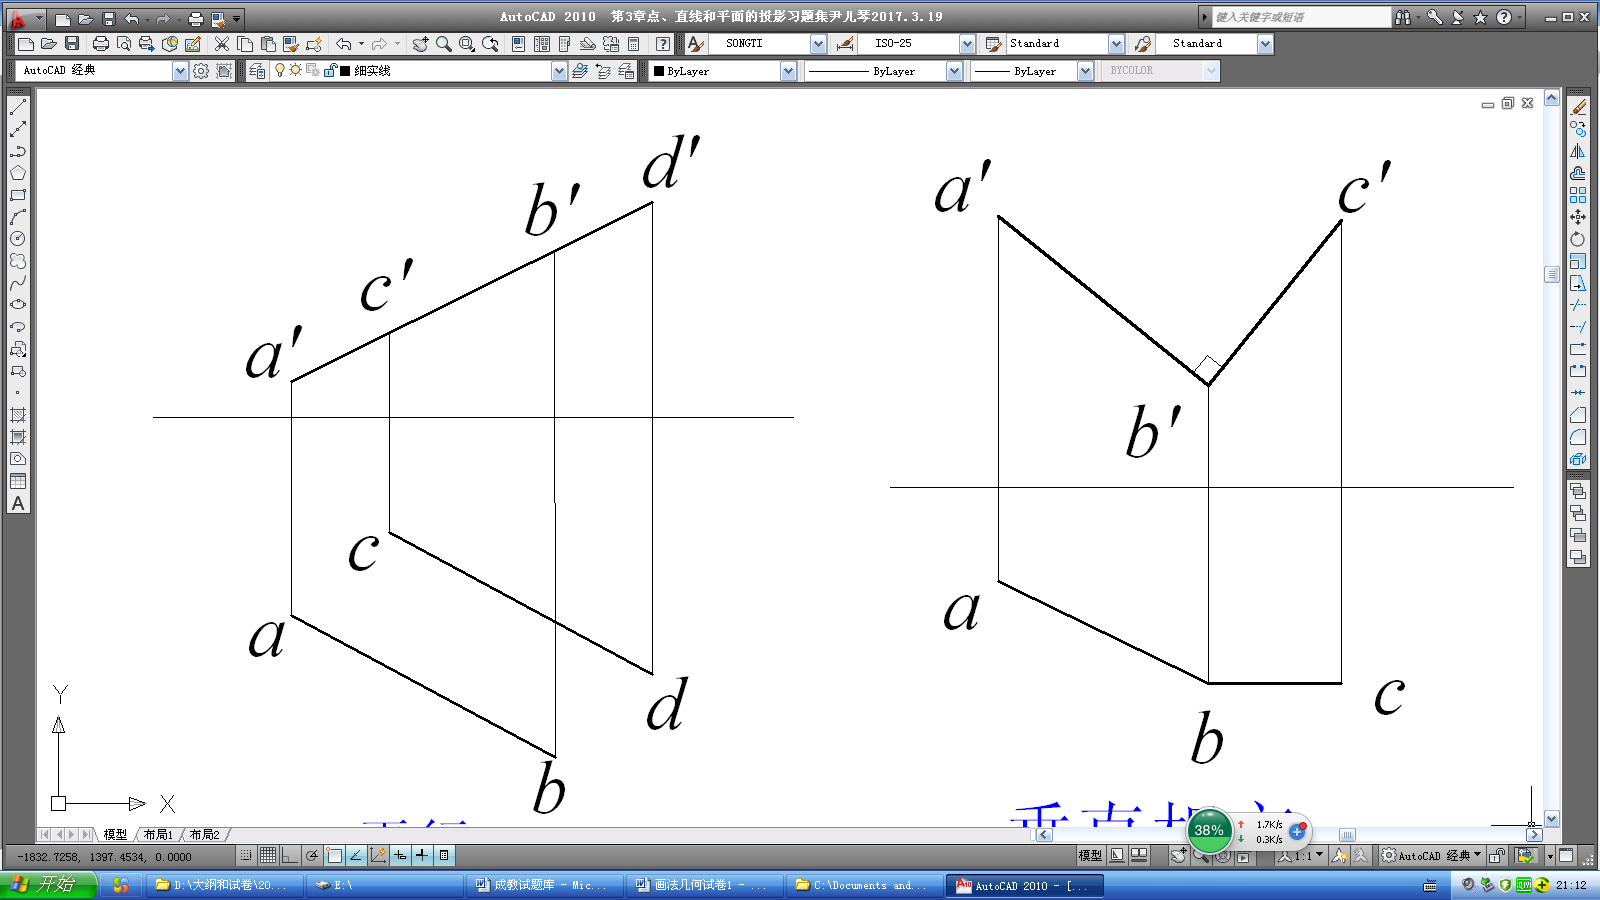 AutoCAD 2010 第3章点、直线和平面的投影习题集尹儿琴2017.3.19
键入关键字或短语
SONGTI
ISO-25
Standard
Standard
AutoCAD 经典
细实线
ByLayer
ByLayer
ByLayer
BYCOLOR
a'
c'
b'
d'
c
a
d
b
a'
c'
b'
a
c
b
Y
X
垂直相交
38%
1.7K/s
0.3K/s
模型
布局1
布局2
-1832.7258, 1397.4534, 0.0000
模型
1:1
AutoCAD 经典
开始
D:\大纲和试卷\20...
E:\
成教试题库 - Mic...
画法几何试卷1 - ...
C:\Documents and...
AutoCAD 2010 - [...
21:12